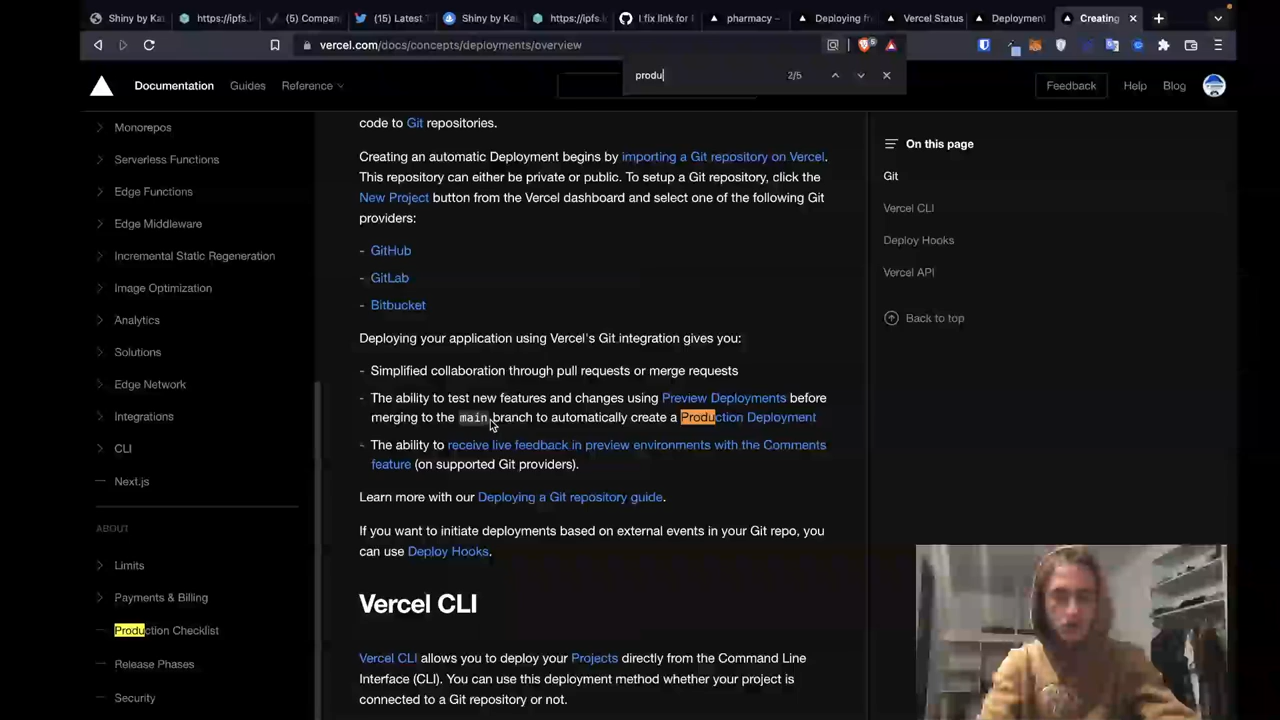 Shiny by Ka
https://ipfs.i
(5) Compan
(15) Latest T
Shiny by Ka
https://ipfs.i
I fix link for I
pharmacy –
Deploying fr
Vercel Status
Deployment
Creating
vercel.com/docs/concepts/deployments/overview
produ
2/5
Documentation
Guides
Reference
Feedback
Help
Blog
Monorepos
Serverless Functions
Edge Functions
Edge Middleware
Incremental Static Regeneration
Image Optimization
Analytics
Solutions
Edge Network
Integrations
CLI
Next.js
ABOUT
Limits
Payments & Billing
Production Checklist
Release Phases
Security
code to Git repositories.
Creating an automatic Deployment begins by importing a Git repository on Vercel.
This repository can either be private or public. To setup a Git repository, click the
New Project button from the Vercel dashboard and select one of the following Git
providers:
- GitHub
- GitLab
- Bitbucket
Deploying your application using Vercel's Git integration gives you:
- Simplified collaboration through pull requests or merge requests
- The ability to test new features and changes using Preview Deployments before
merging to the main branch to automatically create a Production Deployment
- The ability to receive live feedback in preview environments with the Comments
feature (on supported Git providers).
Learn more with our Deploying a Git repository guide.
If you want to initiate deployments based on external events in your Git repo, you
can use Deploy Hooks.
Vercel CLI
Vercel CLI allows you to deploy your Projects directly from the Command Line
Interface (CLI). You can use this deployment method whether your project is
connected to a Git repository or not.
On this page
Git
Vercel CLI
Deploy Hooks
Vercel API
Back to top